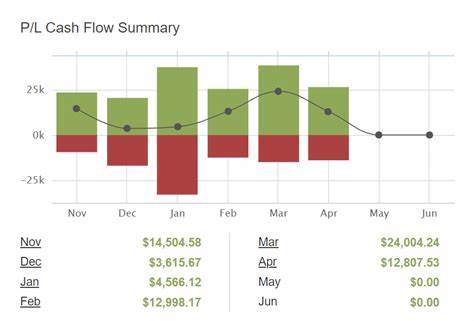 P/L Cash Flow Summary
25k
0k
−25k
Nov Dec Jan Feb Mar Apr May Jun
Nov $14,504.58
Dec $3,615.67
Jan $4,566.12
Feb $12,998.17
Mar $24,004.24
Apr $12,807.53
May $0.00
Jun $0.00